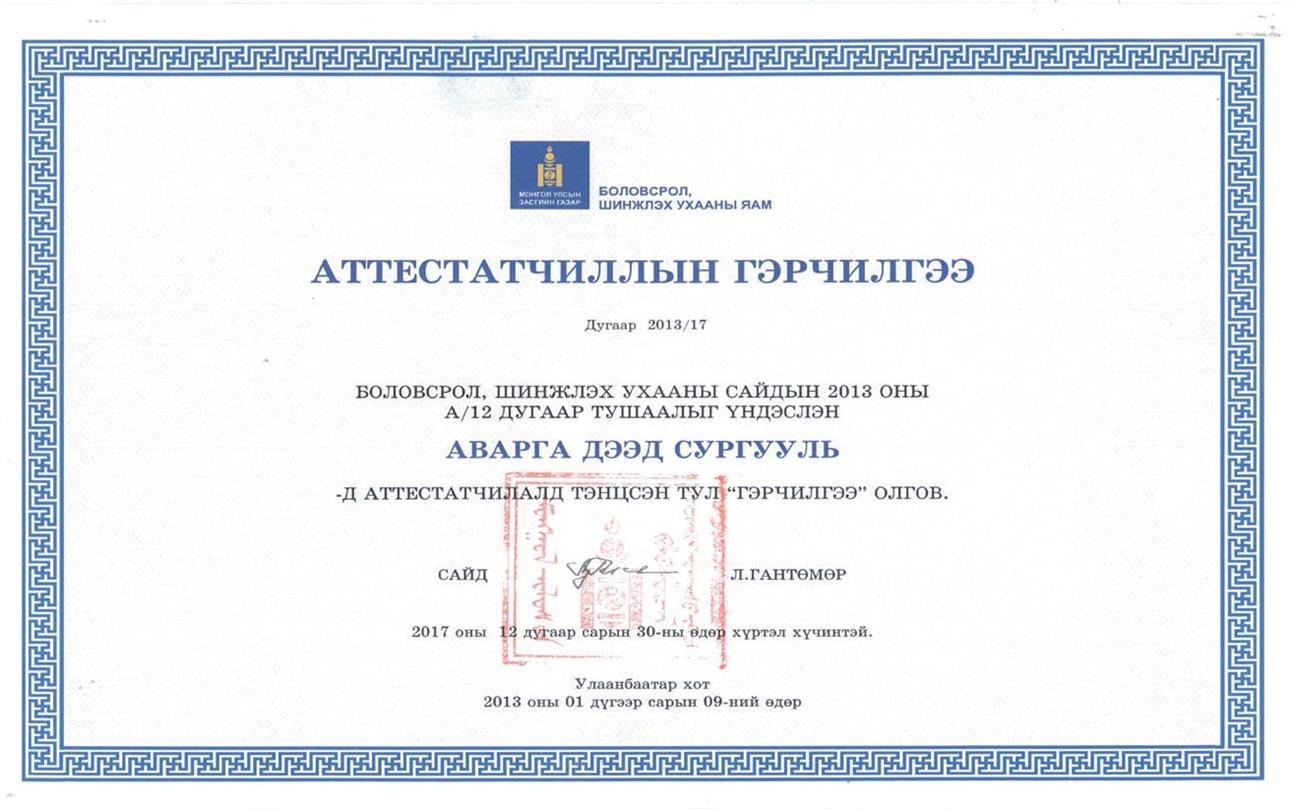 МОНГОЛ УЛСЫН
ЗАСГИЙН ГАЗАР
БОЛОВСРОЛ,
ШИНЖЛЭХ УХААНЫ ЯАМ
АТТЕСТАТЧИЛЛЫН ГЭРЧИЛГЭЭ
Дугаар 2013/17
БОЛОВСРОЛ, ШИНЖЛЭХ УХААНЫ САЙДЫН 2013 ОНЫ
А/12 ДУГААР ТУШААЛЫГ ҮНДЭСЛЭН
АВАРГА ДЭЭД СУРГУУЛЬ
-Д АТТЕСТАТЧИЛАЛД ТЭНЦСЭН ТУЛ “ГЭРЧИЛГЭЭ” ОЛГОВ.
САЙД Л.ГАНТӨМӨР
2017 оны 12 дугаар сарын 30-ны өдөр хүртэл хүчинтэй.
Улаанбаатар хот
2013 оны 01 дүгээр сарын 09-ний өдөр